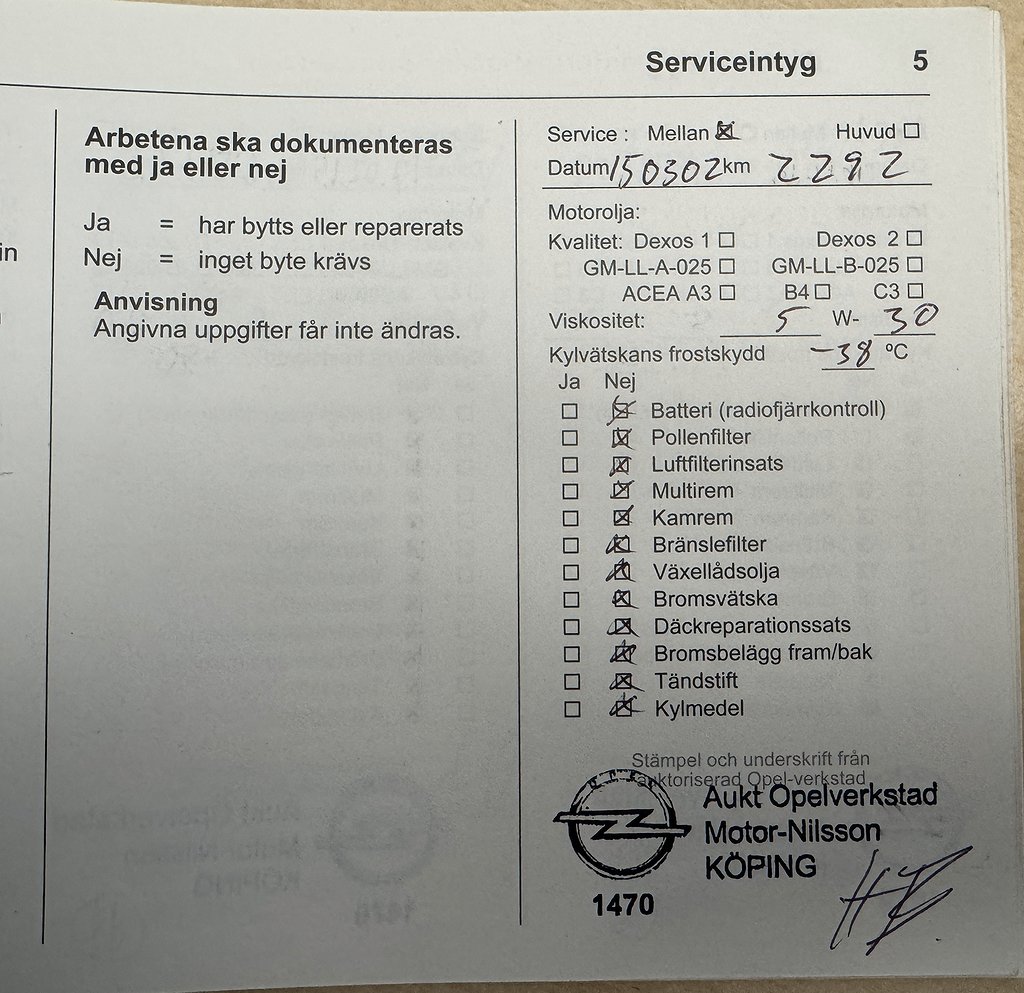 Serviceintyg 5
in
Arbetena ska dokumenteras
med ja eller nej
Ja = har bytts eller reparerats
Nej = inget byte krävs
Anvisning
Angivna uppgifter får inte ändras.
Service : Mellan ☒ Huvud ☐
Datum 150302 km 2292
Motorolja:
Kvalitet: Dexos 1 ☐ Dexos 2 ☐
GM-LL-A-025 ☐ GM-LL-B-025 ☐
ACEA A3 ☐ B4 ☐ C3 ☐
Viskositet: 5 W- 30
Kylvätskans frostskydd -38 ºC
Ja Nej
☐ ☒ Batteri (radiofjärrkontroll)
☐ ☒ Pollenfilter
☐ ☒ Luftfilterinsats
☐ ☒ Multirem
☐ ☒ Kamrem
☐ ☒ Bränslefilter
☐ ☒ Växellådsolja
☐ ☒ Bromsvätska
☐ ☒ Däckreparationssats
☐ ☒ Bromsbelägg fram/bak
☐ ☒ Tändstift
☐ ☒ Kylmedel
Stämpel och underskrift från
auktoriserad Opel-verkstad
Aukt Opelverkstad
Motor-Nilsson
KÖPING
1470